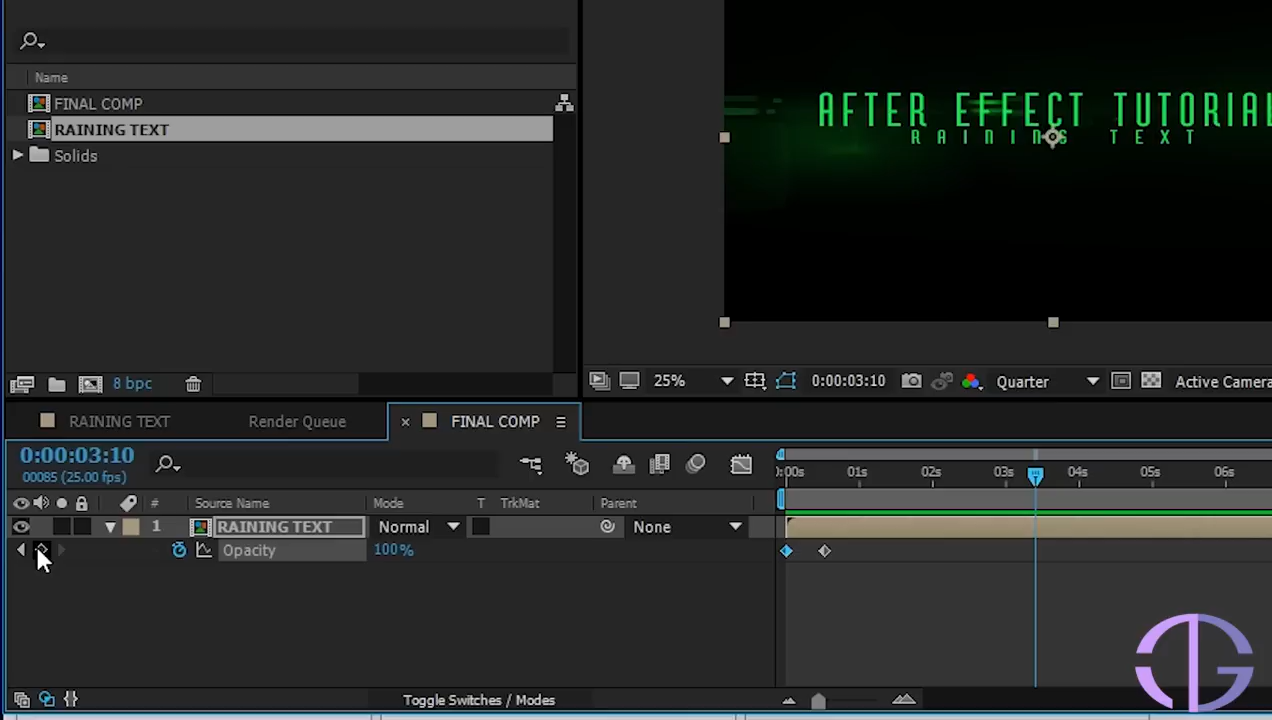 Name
FINAL COMP
RAINING TEXT
Solids
8 bpc
AFTER EFFECT TUTORIAL
RAINING TEXT
25%
0:00:03:10
Quarter
Active Camera
RAINING TEXT
Render Queue
× FINAL COMP
0:00:03:10
00085 (25.00 fps)
0:00s 01s 02s 03s 04s 05s 06s
# Source Name Mode T TrkMat Parent
1 RAINING TEXT Normal None
Opacity 100%
Toggle Switches / Modes